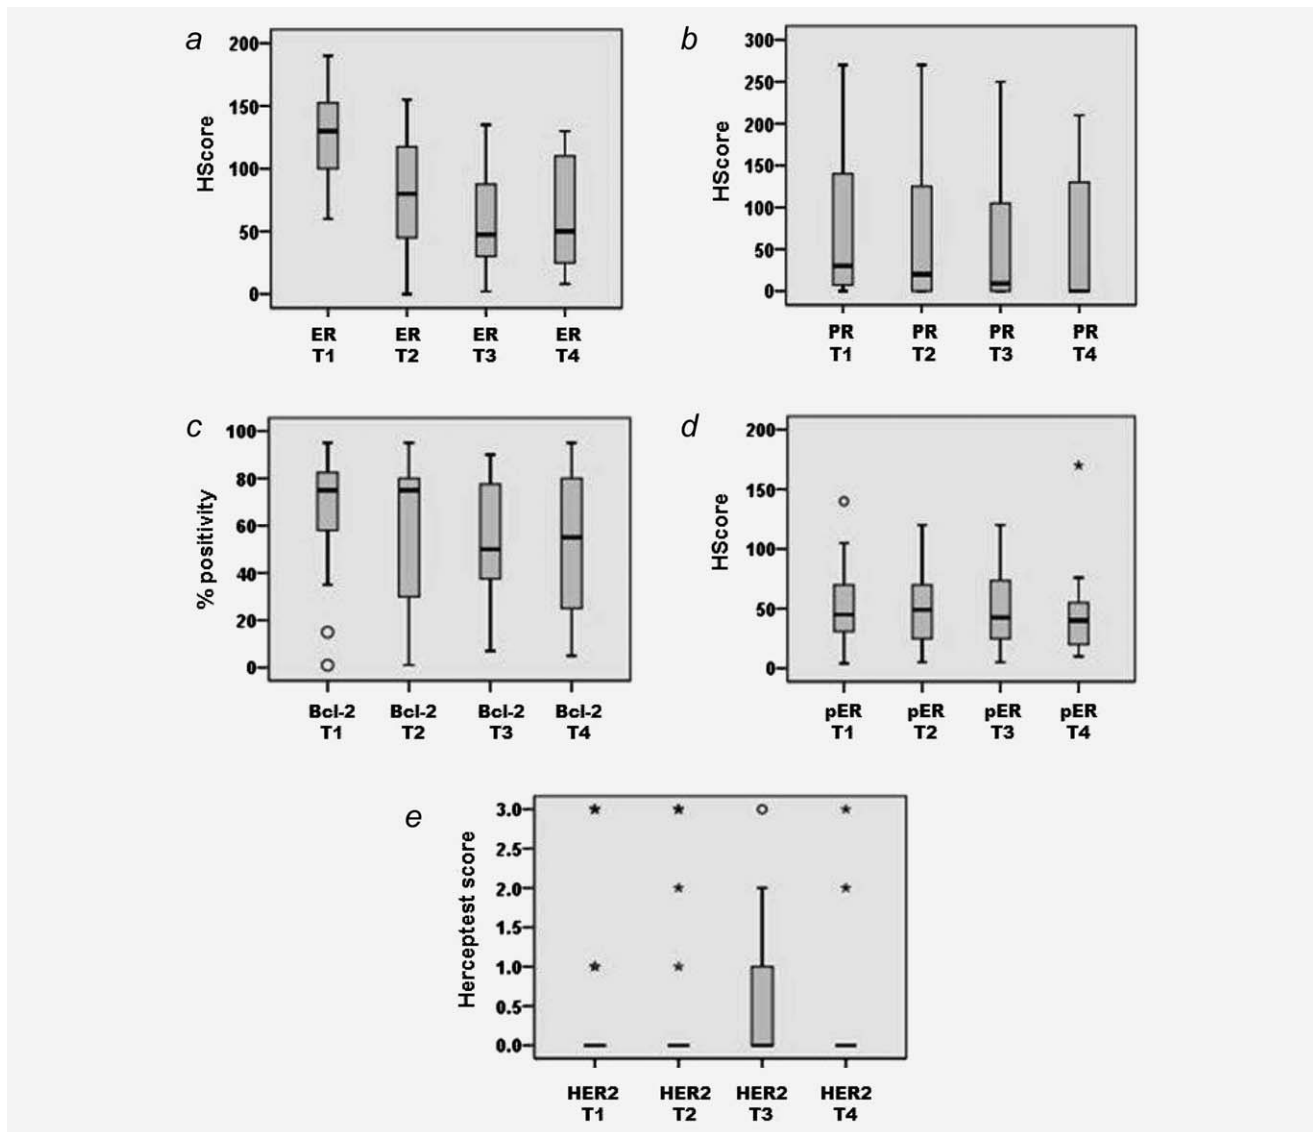 a
HScore
200
150
100
50
0
ER ER ER ER
T1 T2 T3 T4
b
HScore
300
250
200
150
100
50
0
PR PR PR PR
T1 T2 T3 T4
c
% positivity
100
80
60
40
20
0
Bcl-2 Bcl-2 Bcl-2 Bcl-2
T1 T2 T3 T4
d
HScore
200
150
100
50
0
pER pER pER pER
T1 T2 T3 T4
e
Herceptest score
3.0
2.5
2.0
1.5
1.0
0.5
0.0
HER2 HER2 HER2 HER2
T1 T2 T3 T4